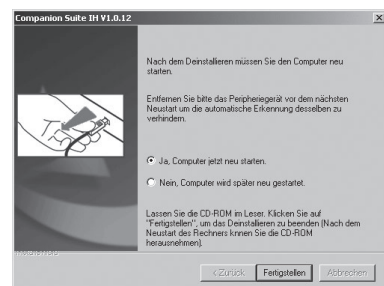 Companion Suite IH V1.0.12
Nach dem Deinstallieren müssen Sie den Computer neu
starten.
Entfernen Sie bitte das Peripheriegerät vor dem nächsten
Neustart um die automatische Erkennung desselben zu
verhindern.
Ja, Computer jetzt neu starten.
Nein, Computer wird später neu gestartet.
Lassen Sie die CD-ROM im Leser. Klicken Sie auf
"Fertigstellen", um das Deinstallieren zu beenden (Nach dem
Neustart des Rechners knnen Sie die CD-ROM
herausnehmen).
< Zurück
Fertigstellen
Abbrechen